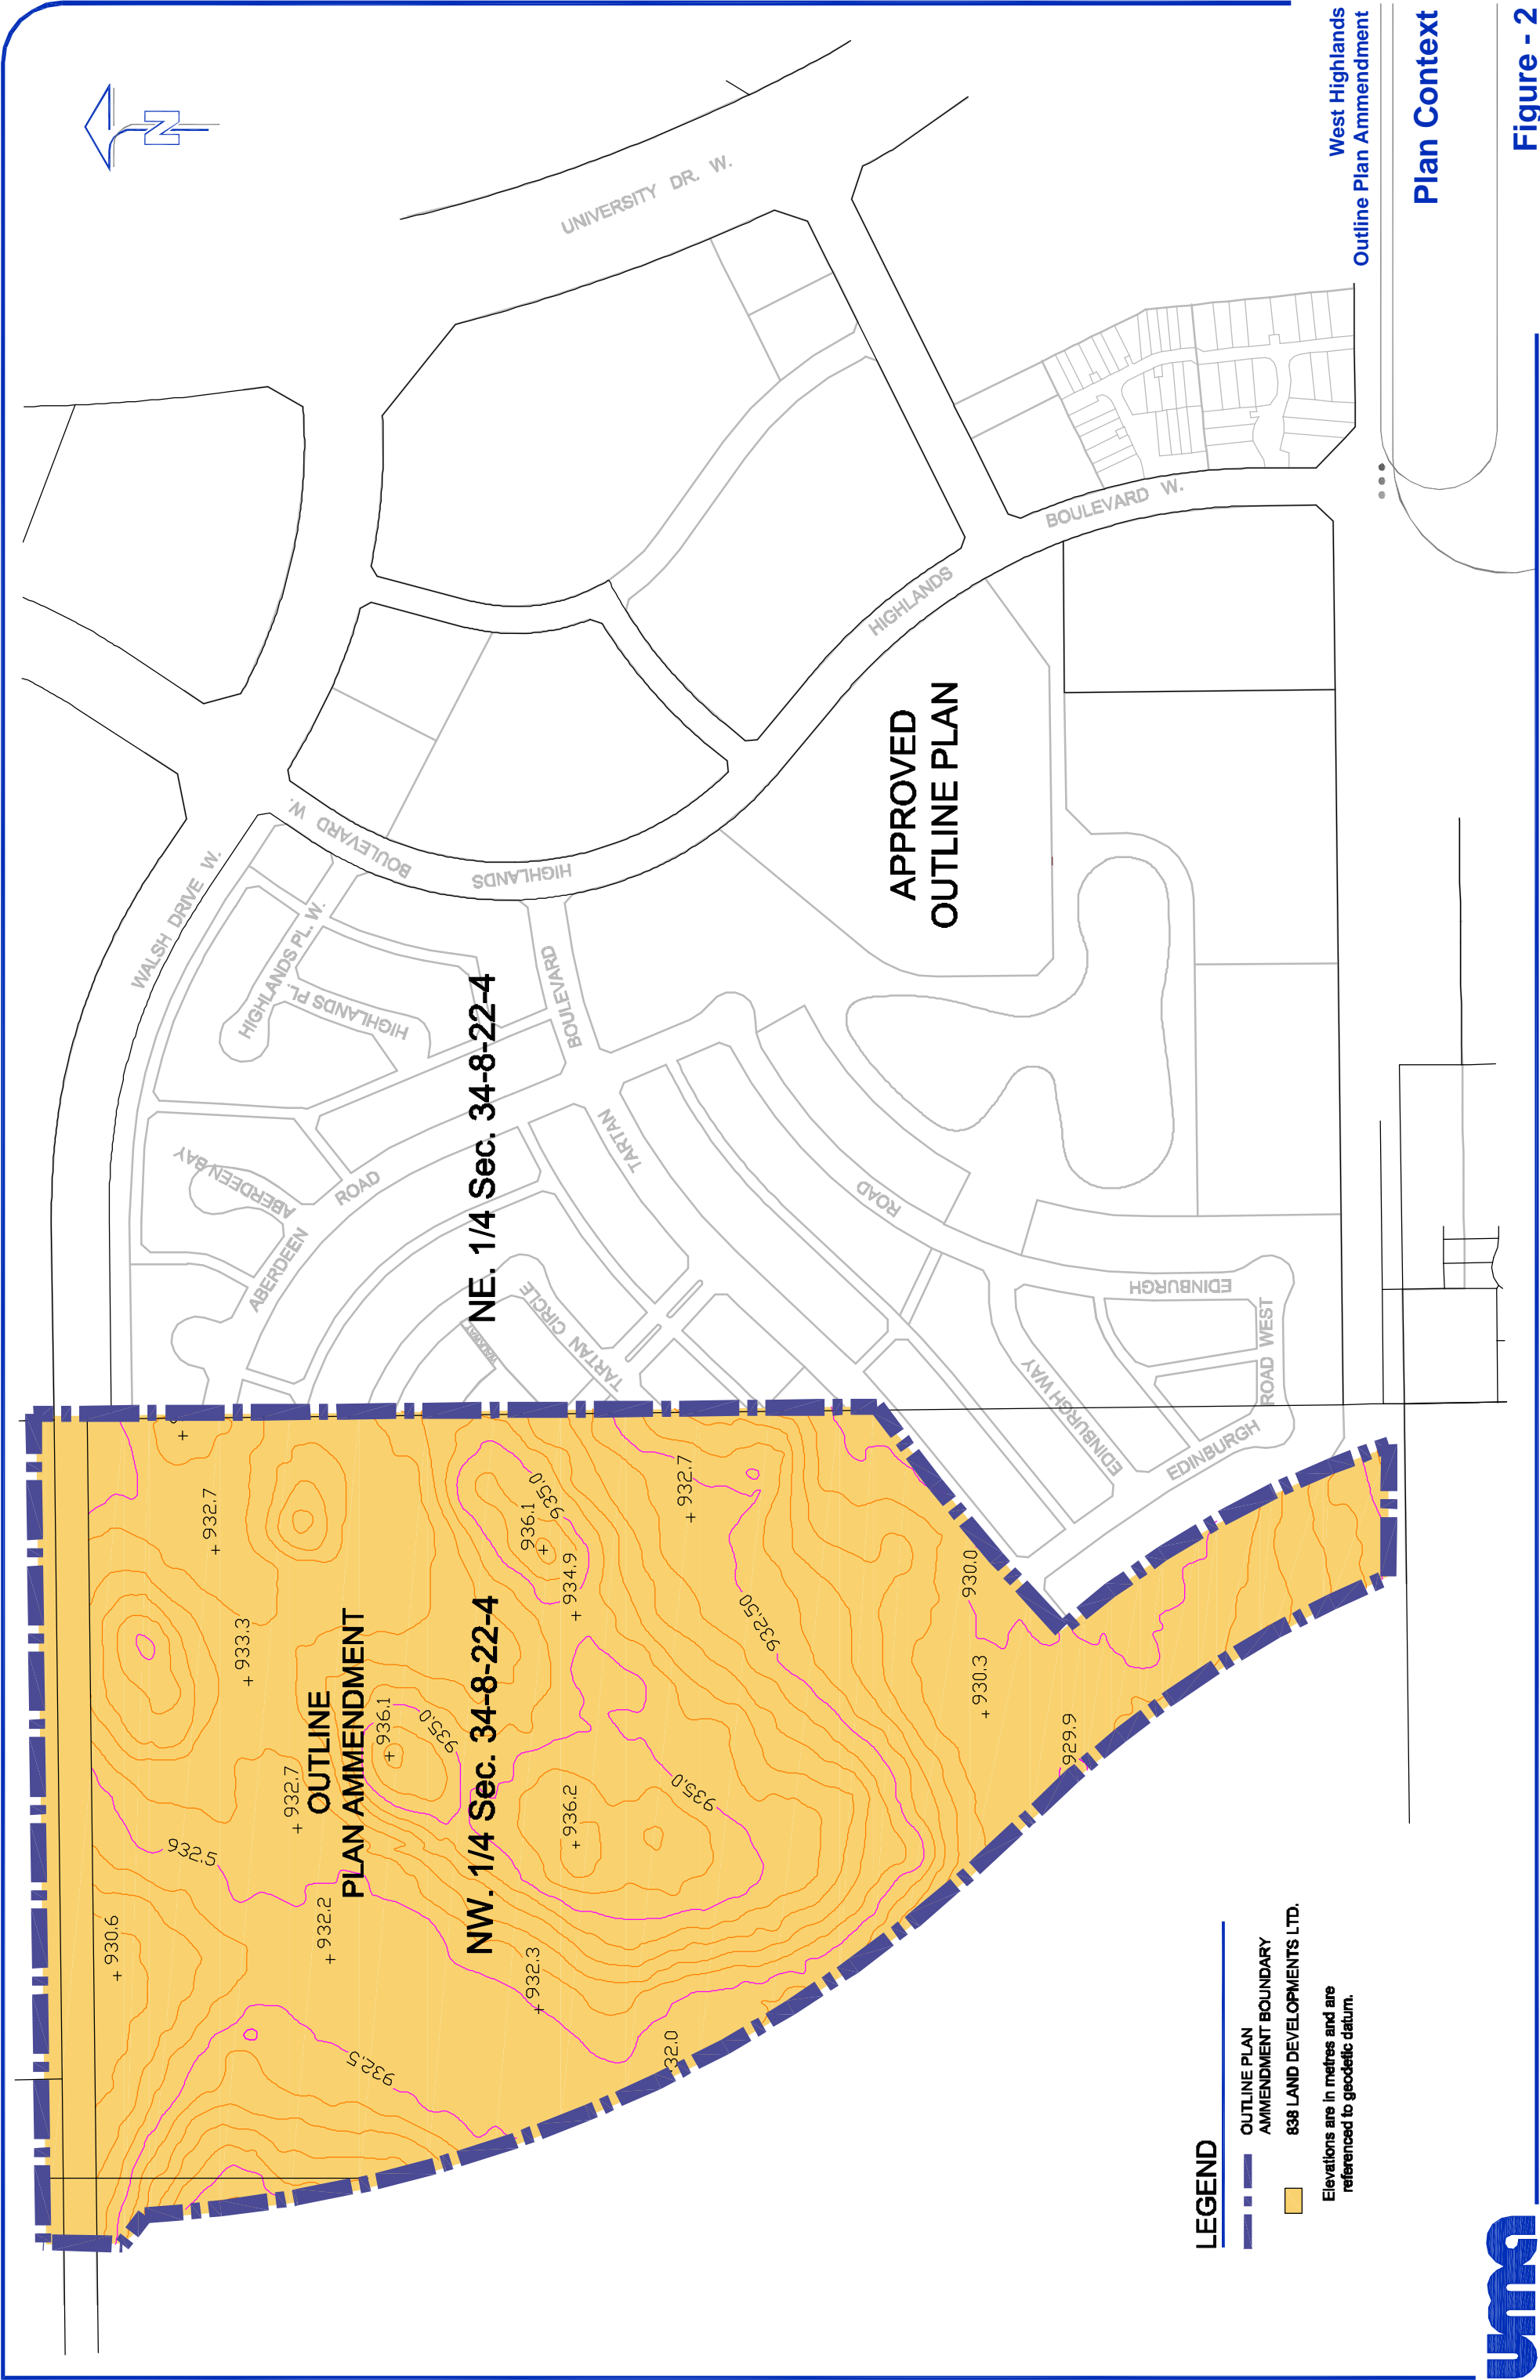 N
UNIVERSITY DR. W.
WALSH DRIVE W.
BOULEVARD W.
HIGHLANDS
HIGHLANDS PL. W.
HIGHLANDS PL.
BOULEVARD
HIGHLANDS
BOULEVARD W.
ABERDEEN BAY
ABERDEEN
ROAD
TARTAN
TARTAN CIRCLE
WALKWAY
ROAD
EDINBURGH
EDINBURGH WAY
EDINBURGH
ROAD WEST
APPROVED
OUTLINE PLAN
NE. 1/4 Sec. 34-8-22-4
OUTLINE
PLAN AMMENDMENT
NW. 1/4 Sec. 34-8-22-4
+ 930.6
932.5
932.5
+ 932.2
+ 932.3
32.0
+ 932.7
+ 933.3
+ 932.7
+ 936.1
935.0
+ 936.2
935.0
936.1
+
935.0
+ 934.9
+ 932.7
932.50
930.0
+ 930.3
929.9
LEGEND
OUTLINE PLAN
AMMENDMENT BOUNDARY
838 LAND DEVELOPMENTS LTD.
Elevations are in metres and are
referenced to geodetic datum.
uma
West Highlands
Outline Plan Ammendment
Plan Context
Figure - 2